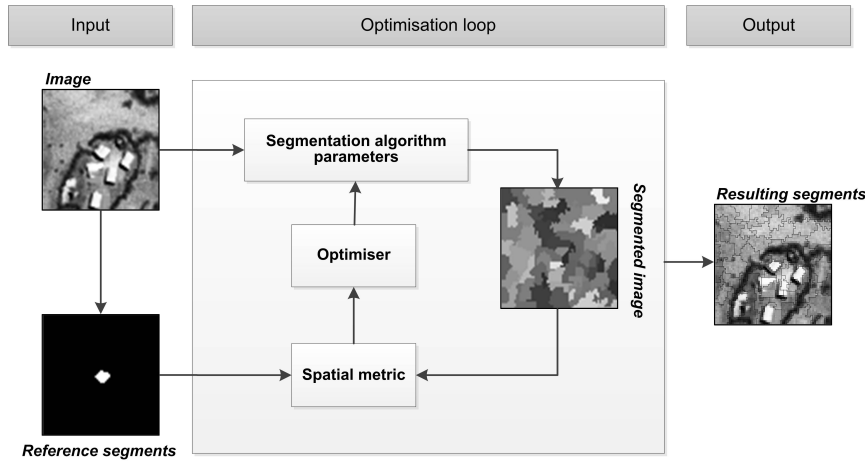 Input
Optimisation loop
Output
Image
Segmentation algorithm
parameters
Resulting segments
Segmented image
Optimiser
Spatial metric
Reference segments